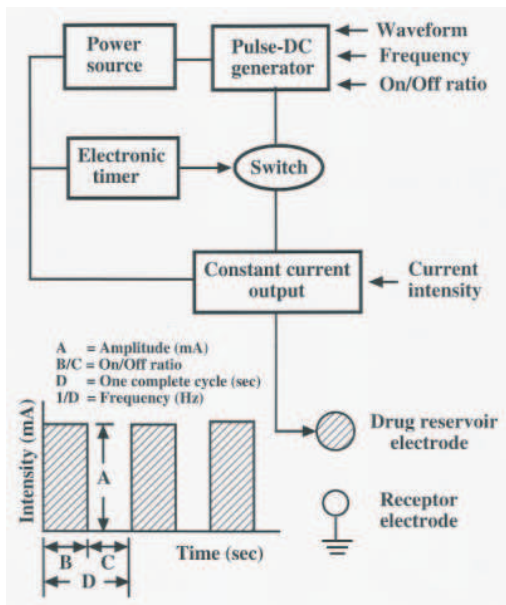 Power
source
Pulse-DC
generator
Waveform
Frequency
On/Off ratio
Electronic
timer
Switch
Constant current
output
Current
intensity
A = Amplitude (mA)
B/C = On/Off ratio
D = One complete cycle (sec)
1/D = Frequency (Hz)
Intensity (mA)
A
B
C
D
Time (sec)
Drug reservoir
electrode
Receptor
electrode